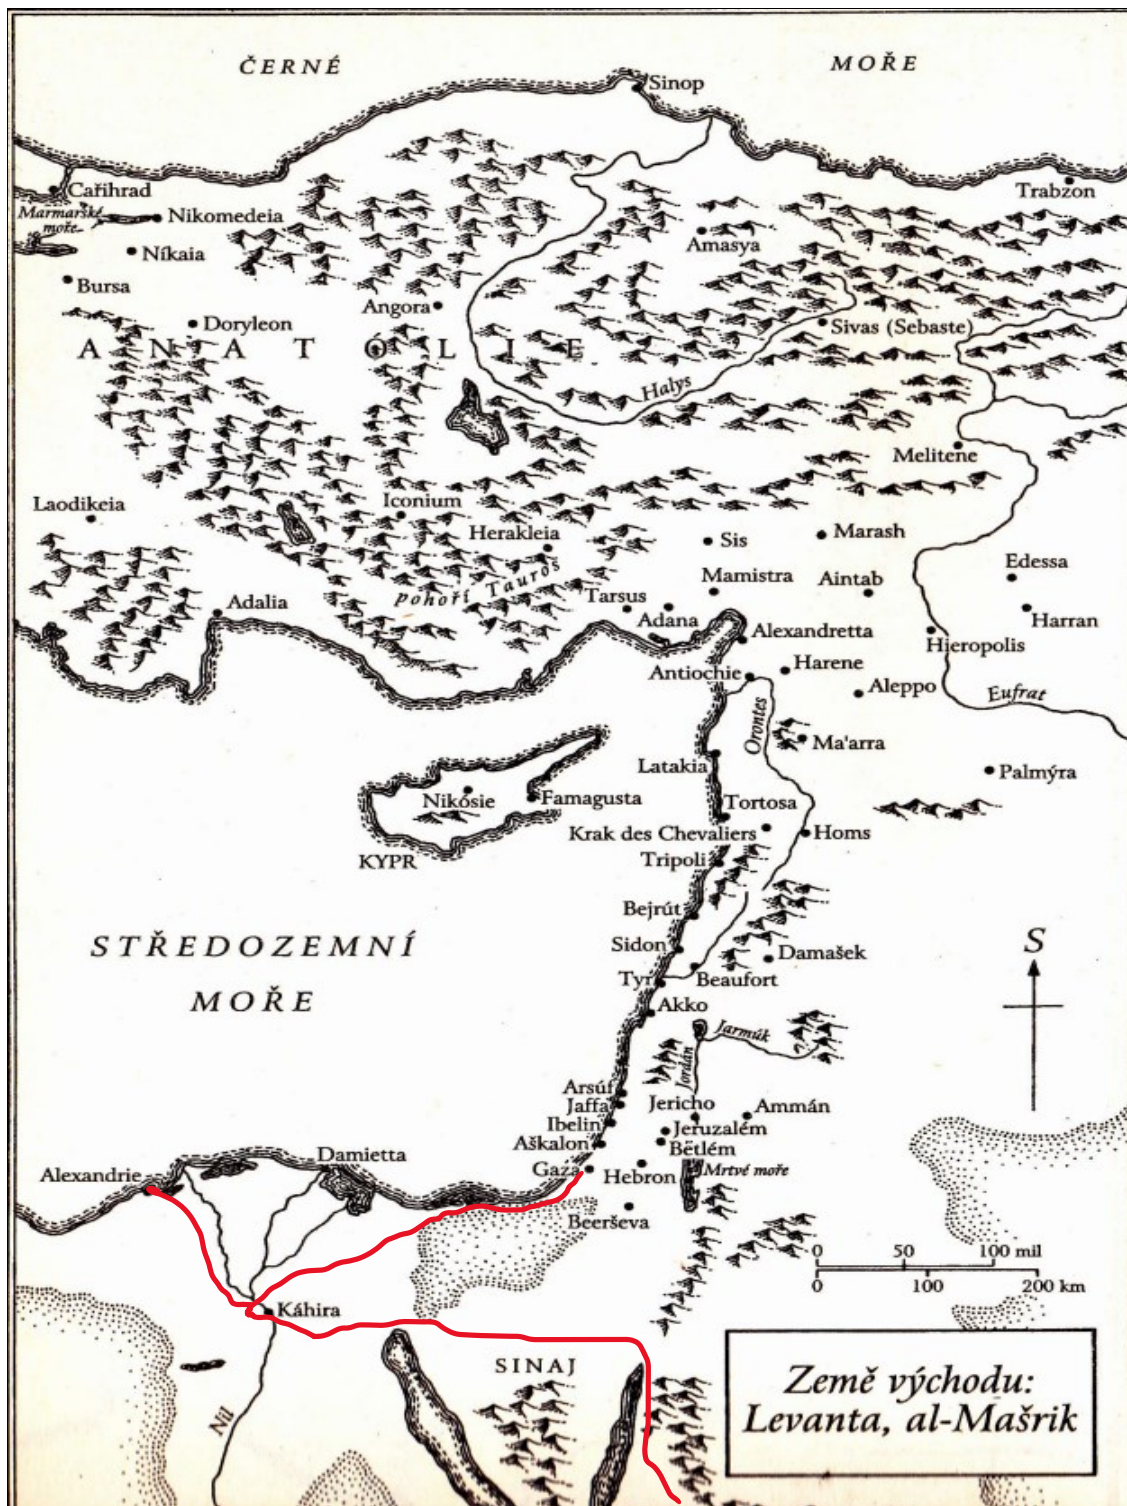 ČERNÉ
MOŘE
Sinop
Cařihrad
Trabzon
Marmarské
moře
Nikomedeia
Amasya
Níkaia
Bursa
Angora
Doryleon
Sivas (Sebaste)
ANATÓLIE
Halys
Melitene
Laodikeia
Iconium
Herakleia
Sis
Marash
Edessa
pohoří Tauros
Mamistra
Aintab
Tarsus
Adana
Adalia
Harran
Alexandretta
Hieropolis
Antiochie
Harene
Aleppo
Eufrat
Orontes
Ma'arra
Latakia
Palmýra
Nikósie
Famagusta
Tortosa
Krak des Chevaliers
Homs
KYPR
Tripoli
Bejrút
STŘEDOZEMNÍ
MOŘE
Sidon
Damašek
S
Tyr
Beaufort
Akko
Jarmúk
Jordán
Arsúf
Jaffa
Jericho
Ammán
Ibelin
Jeruzalém
Aškalon
Betlém
Damietta
Gaza
Hebron
Mrtvé moře
Alexandrie
Beerševa
0 50 100 mil
0 100 200 km
Káhira
SINAJ
Nil
Země východu:
Levanta, al-Mašrik